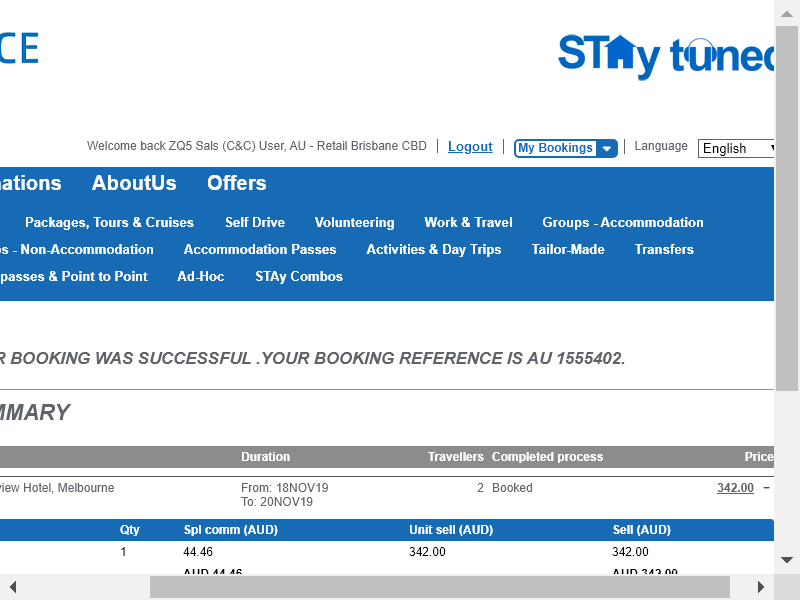 CE
STAy tuned
Welcome back ZQ5 Sals (C&C) User, AU - Retail Brisbane CBD | Logout | My Bookings | Language English
ations AboutUs Offers
Packages, Tours & Cruises Self Drive Volunteering Work & Travel Groups - Accommodation
s - Non-Accommodation Accommodation Passes Activities & Day Trips Tailor-Made Transfers
passes & Point to Point Ad-Hoc STAy Combos
R BOOKING WAS SUCCESSFUL .YOUR BOOKING REFERENCE IS AU 1555402.
MMARY
Duration Travellers Completed process Price
view Hotel, Melbourne From: 18NOV19 2 Booked 342.00 –
To: 20NOV19
Qty Spl comm (AUD) Unit sell (AUD) Sell (AUD)
1 44.46 342.00 342.00
AUD 44.46 AUD 342.00